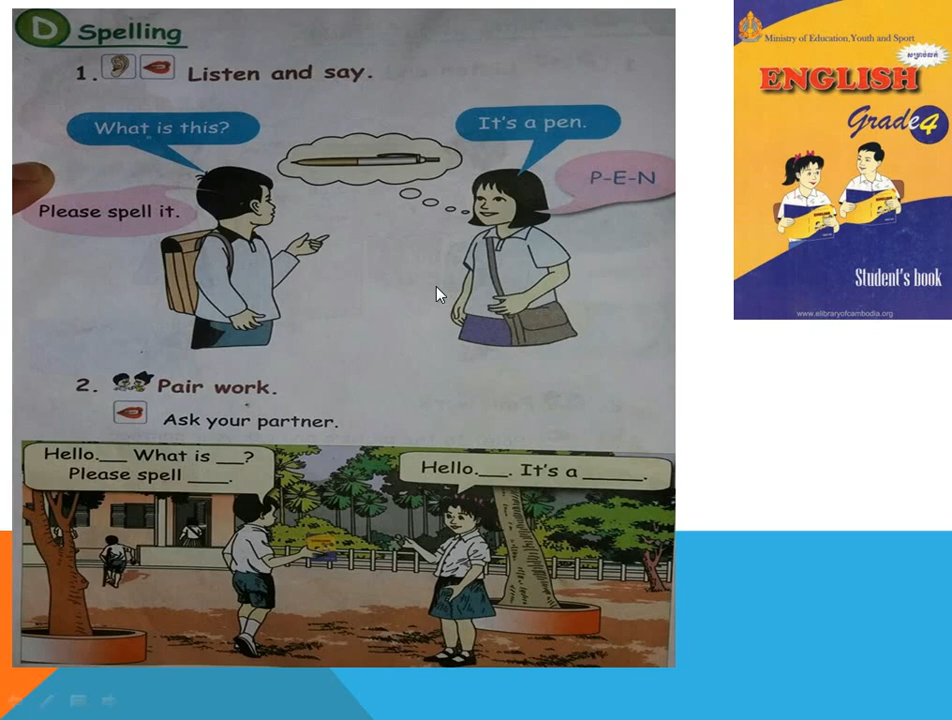 D Spelling
1. Listen and say.
What is this?
It's a pen.
P-E-N
Please spell it.
2. Pair work.
Ask your partner.
Hello.___ What is ___?
Please spell ___.
Hello.___. It's a _____.
Ministry of Education,Youth and Sport
ENGLISH
Grade 4
Student's book
www.elibraryofcambodia.org